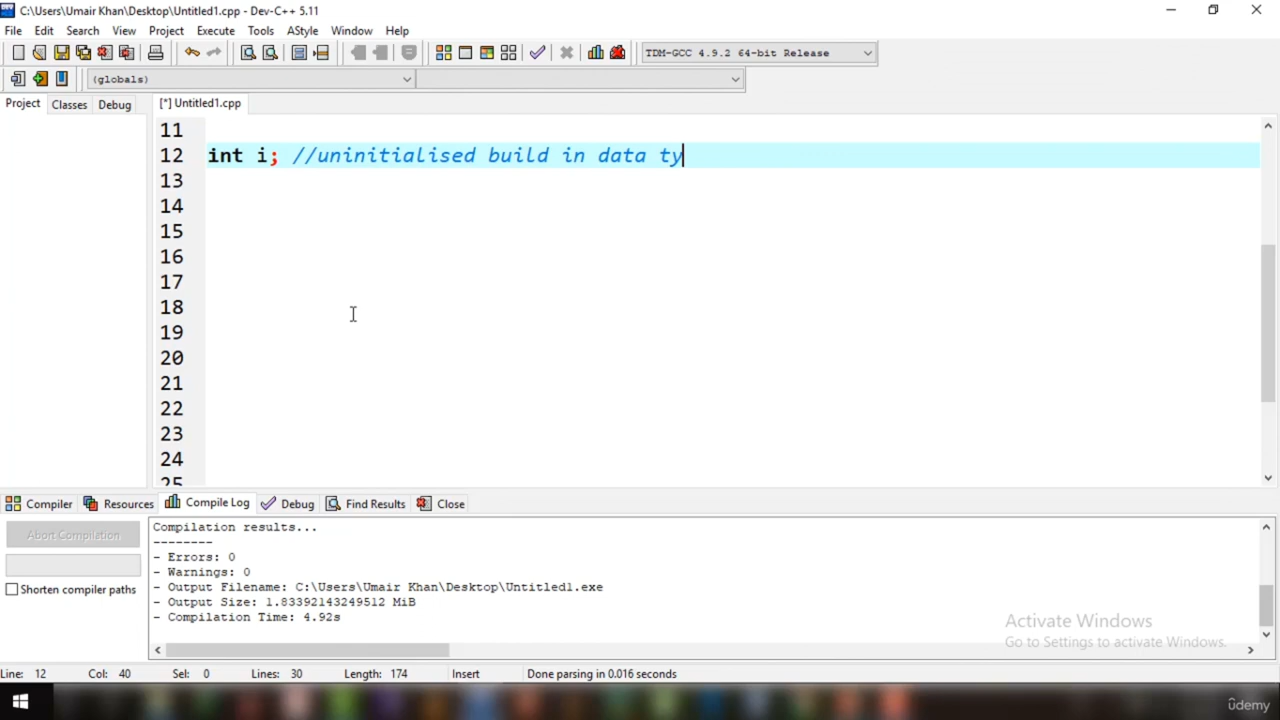 C:\Users\Umair Khan\Desktop\Untitled1.cpp - Dev-C++ 5.11
File Edit Search View Project Execute Tools AStyle Window Help
TDM-GCC 4.9.2 64-bit Release
(globals)
Project Classes Debug [*] Untitled1.cpp
11
12 int i; //uninitialised build in data ty
13
14
15
16
17
18
19
20
21
22
23
24
25
Compiler Resources Compile Log Debug Find Results Close
Abort Compilation
Shorten compiler paths
Compilation results...
--------
- Errors: 0
- Warnings: 0
- Output Filename: C:\Users\Umair Khan\Desktop\Untitled1.exe
- Output Size: 1.83392143249512 MiB
- Compilation Time: 4.92s
Activate Windows
Go to Settings to activate Windows.
Line: 12 Col: 40 Sel: 0 Lines: 30 Length: 174 Insert Done parsing in 0.016 seconds
ûdemy